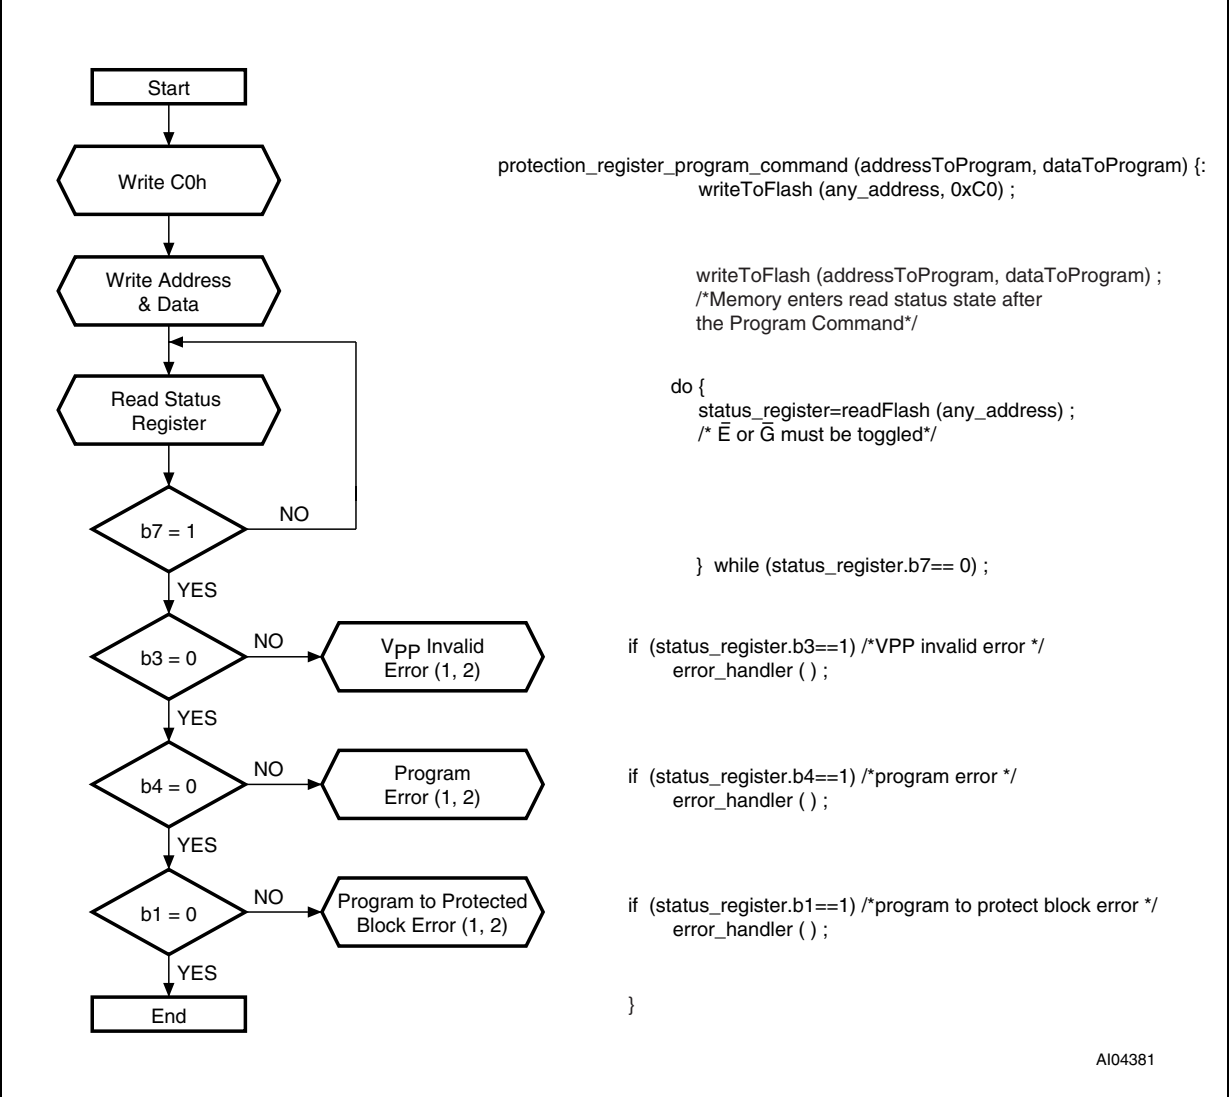 Start
Write C0h
protection_register_program_command (addressToProgram, dataToProgram) {:
writeToFlash (any_address, 0xC0) ;
Write Address
& Data
writeToFlash (addressToProgram, dataToProgram) ;
/*Memory enters read status state after
the Program Command*/
Read Status
Register
do {
status_register=readFlash (any_address) ;
/* E̅ or G̅ must be toggled*/
b7 = 1
NO
YES
} while (status_register.b7== 0) ;
b3 = 0
NO
YES
VPP Invalid
Error (1, 2)
if (status_register.b3==1) /*VPP invalid error */
error_handler ( ) ;
b4 = 0
NO
YES
Program
Error (1, 2)
if (status_register.b4==1) /*program error */
error_handler ( ) ;
b1 = 0
NO
YES
Program to Protected
Block Error (1, 2)
if (status_register.b1==1) /*program to protect block error */
error_handler ( ) ;
End
}
AI04381